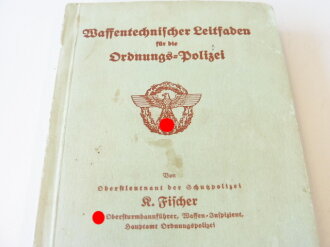 Waffentechnischer Leitfaden
für die
Ordnungs-Polizei
Von
Oberstleutnant der Schutzpolizei
K. Fischer
Obersturmbannführer, Waffen-Inspizient,
Hauptamt Ordnungspolizei